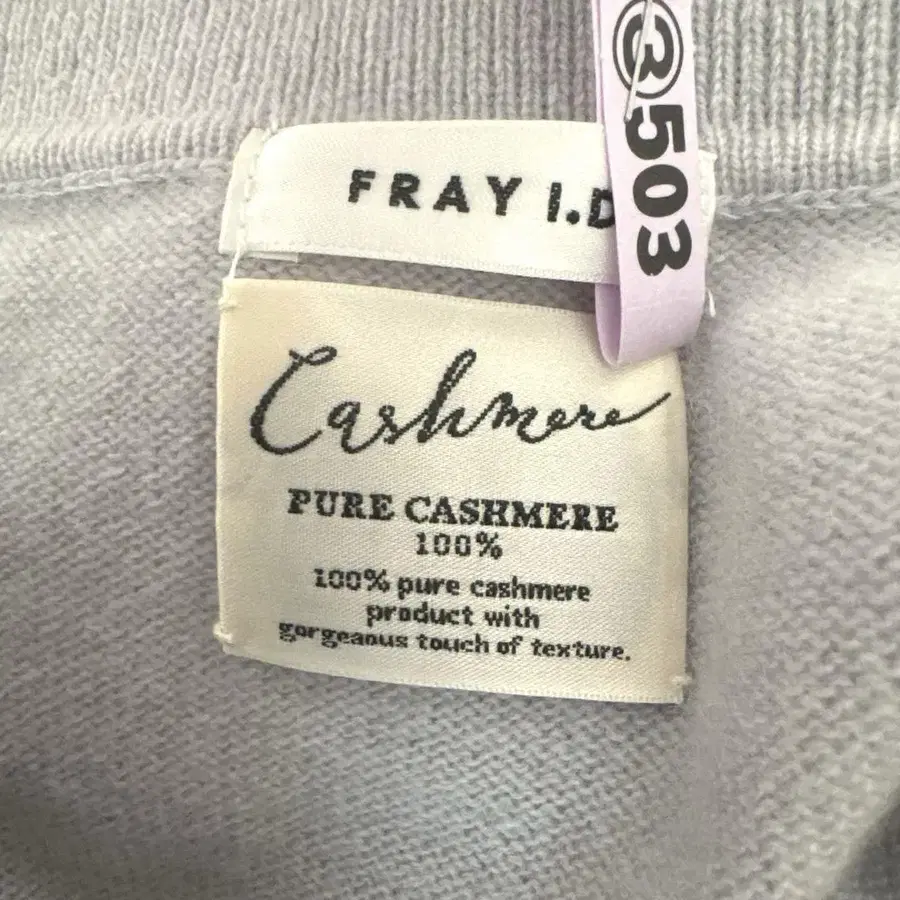 FRAY I.D
@503
Cashmere
PURE CASHMERE
100%
100% pure cashmere
product with
gorgeaous touch of texture.